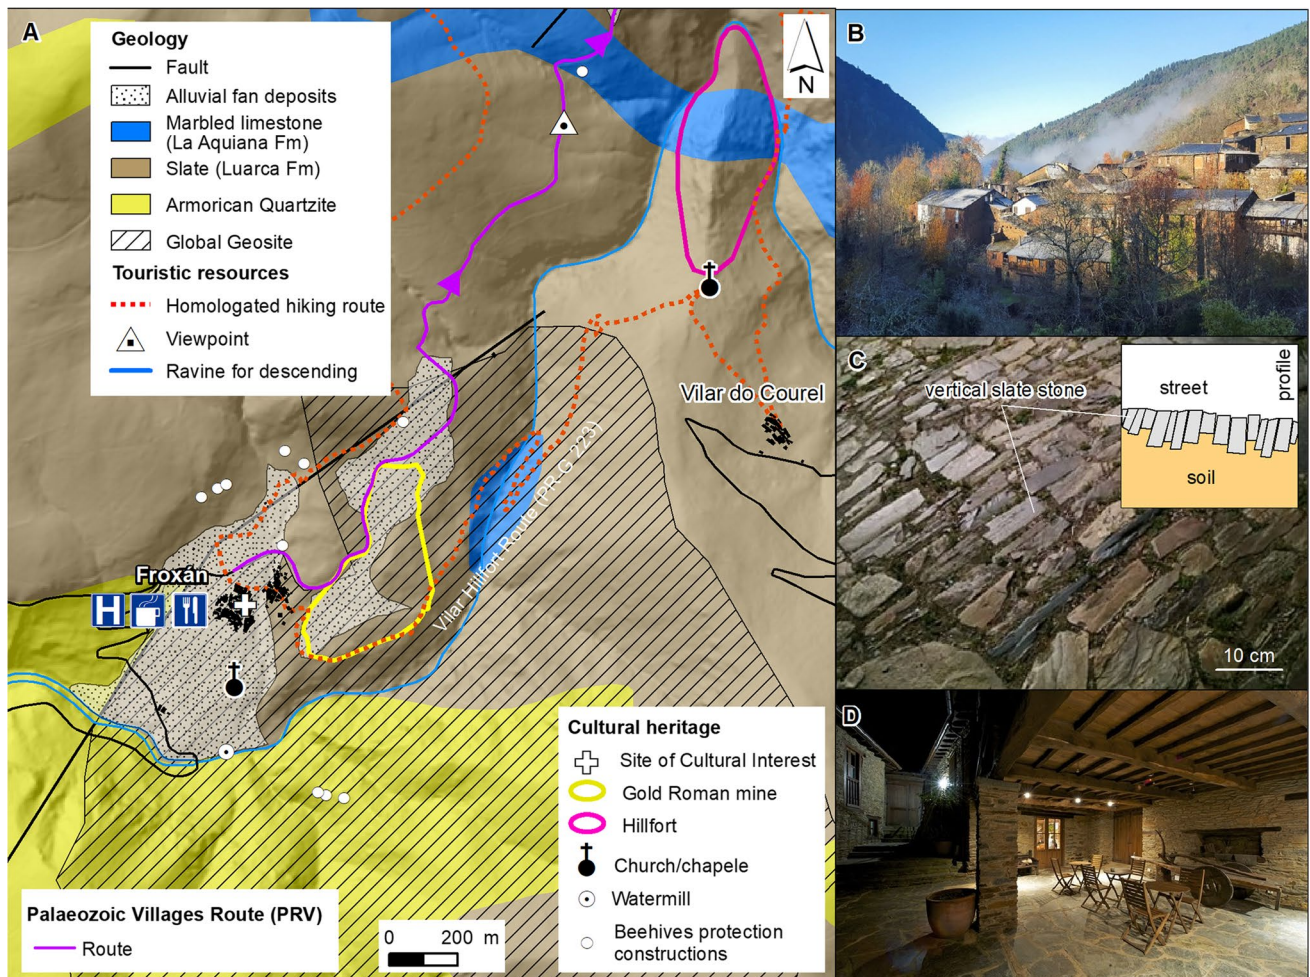 A
Geology
Fault
Alluvial fan deposits
Marbled limestone
(La Aquiana Fm)
Slate (Luarca Fm)
Armorican Quartzite
Global Geosite
Touristic resources
Homologated hiking route
Viewpoint
Ravine for descending
N
Vilar do Courel
Vilar Hillfort Route (PR-G 223)
Froxán
H
Cultural heritage
Site of Cultural Interest
Gold Roman mine
Hillfort
Church/chapele
Watermill
Beehives protection
constructions
Palaeozoic Villages Route (PRV)
Route
0 200 m
B
C
vertical slate stone
street
profile
soil
10 cm
D